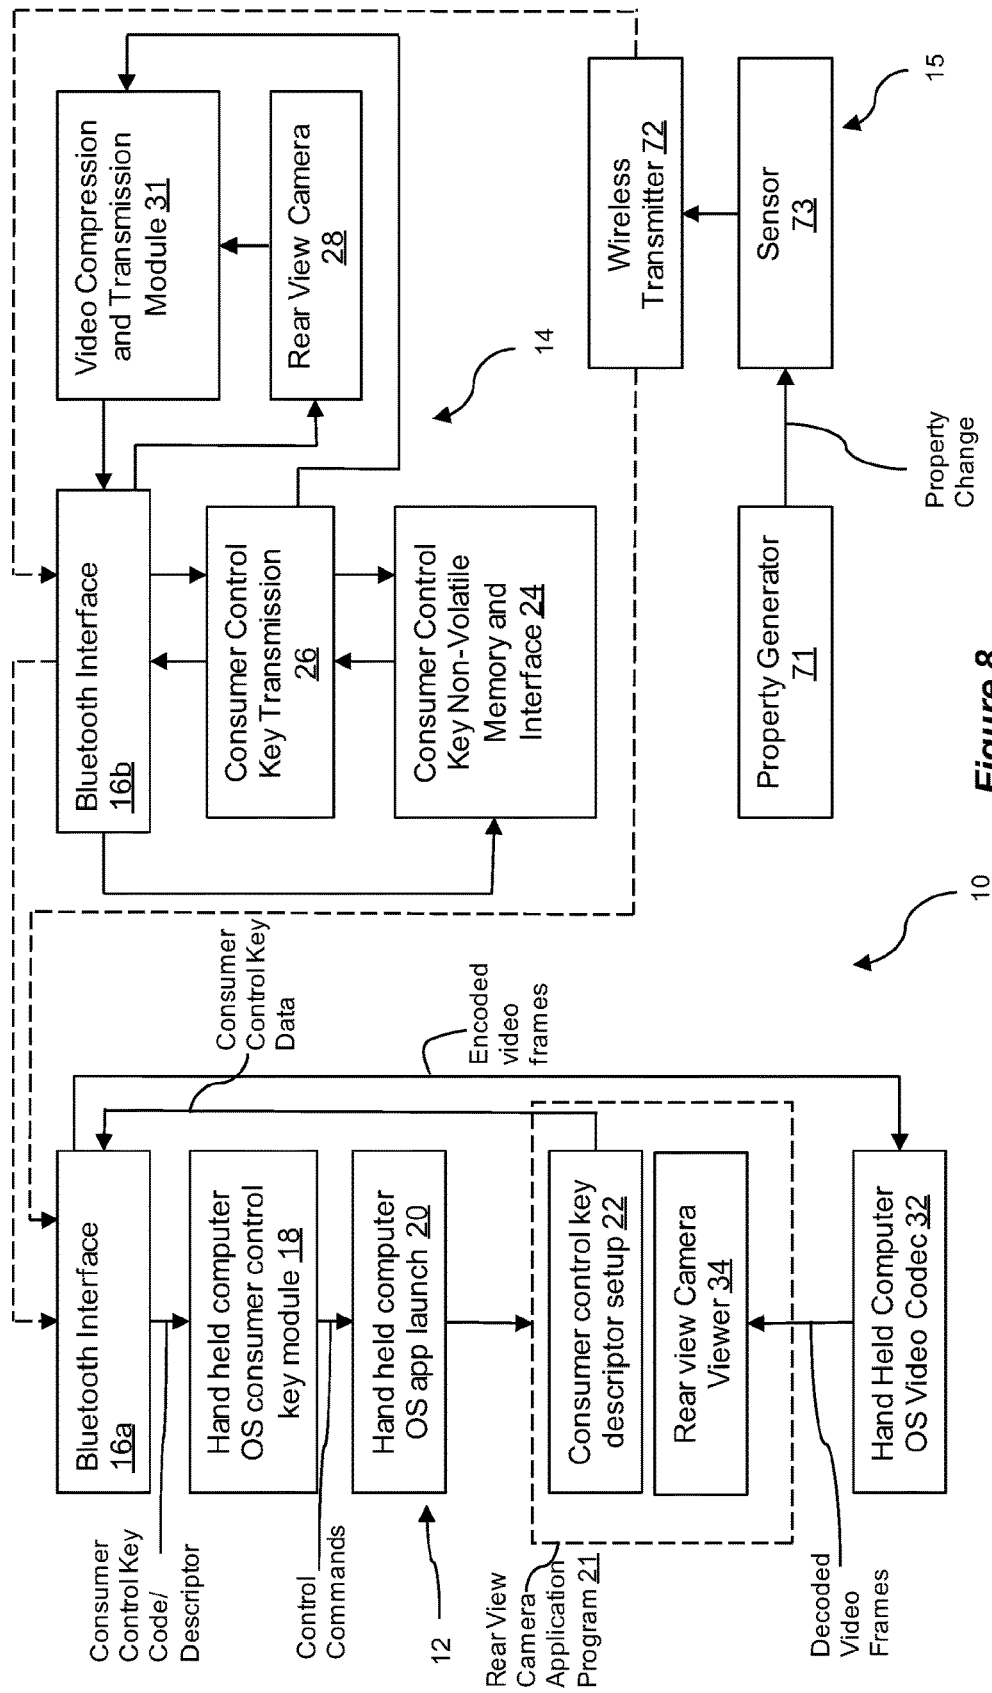 Consumer
Control Key
Code/
Descriptor
Bluetooth Interface
16a
Hand held computer
OS consumer control
key module 18
Control
Commands
Hand held computer
OS app launch 20
12
Rear View
Camera
Application
Program 21
Consumer control key
descriptor setup 22
Rear view Camera
Viewer 34
Decoded
Video
Frames
Hand Held Computer
OS Video Codec 32
Consumer
Control Key
Data
Encoded
video
frames
10
Bluetooth Interface
16b
Consumer Control
Key Transmission
26
Consumer Control
Key Non-Volatile
Memory and
Interface 24
Video Compression
and Transmission
Module 31
Rear View Camera
28
14
Wireless
Transmitter 72
Sensor
73
15
Property Generator
71
Property
Change
Figure 8